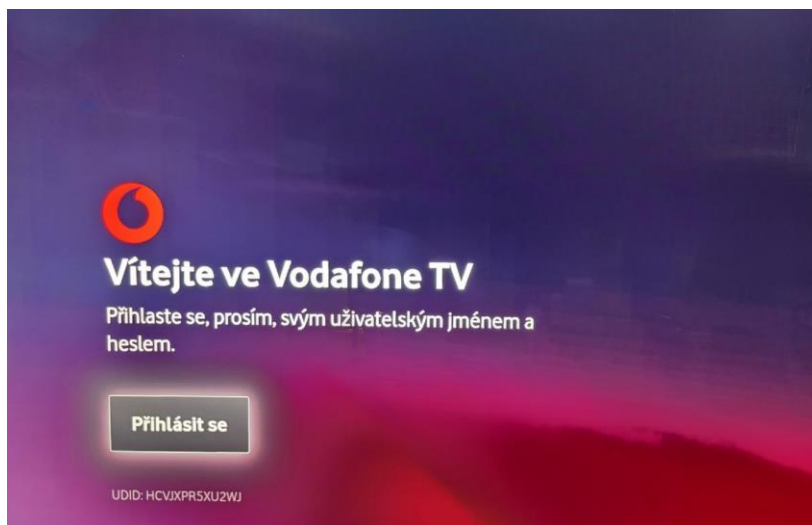 Vítejte ve Vodafone TV
Přihlaste se, prosím, svým uživatelským jménem a
heslem.
Přihlásit se
UDID: HCVJXPR5XU2WJ